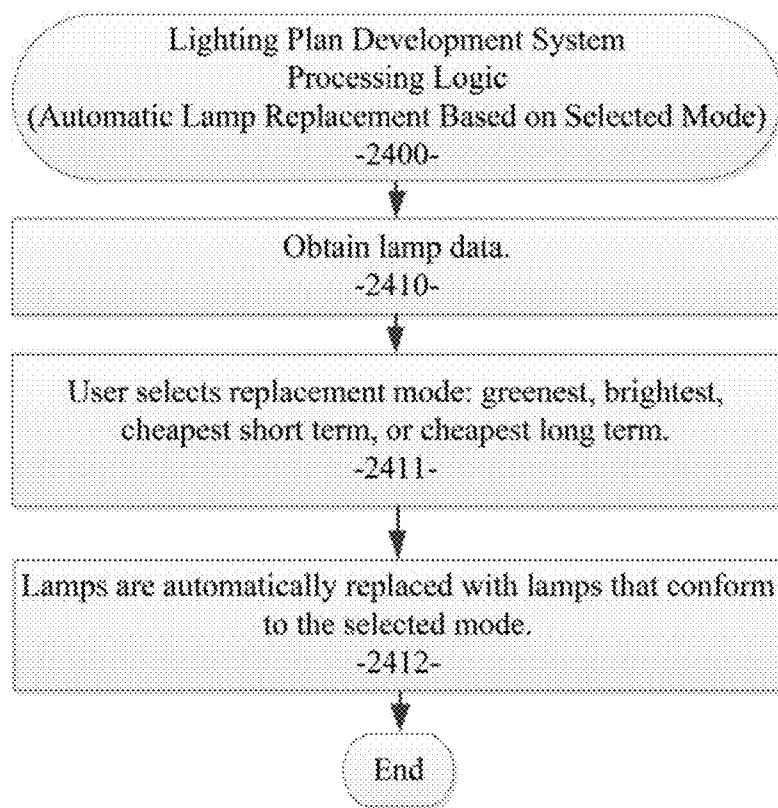 Lighting Plan Development System
Processing Logic
(Automatic Lamp Replacement Based on Selected Mode)
-2400-
Obtain lamp data.
-2410-
User selects replacement mode: greenest, brightest,
cheapest short term, or cheapest long term.
-2411-
Lamps are automatically replaced with lamps that conform
to the selected mode.
-2412-
End